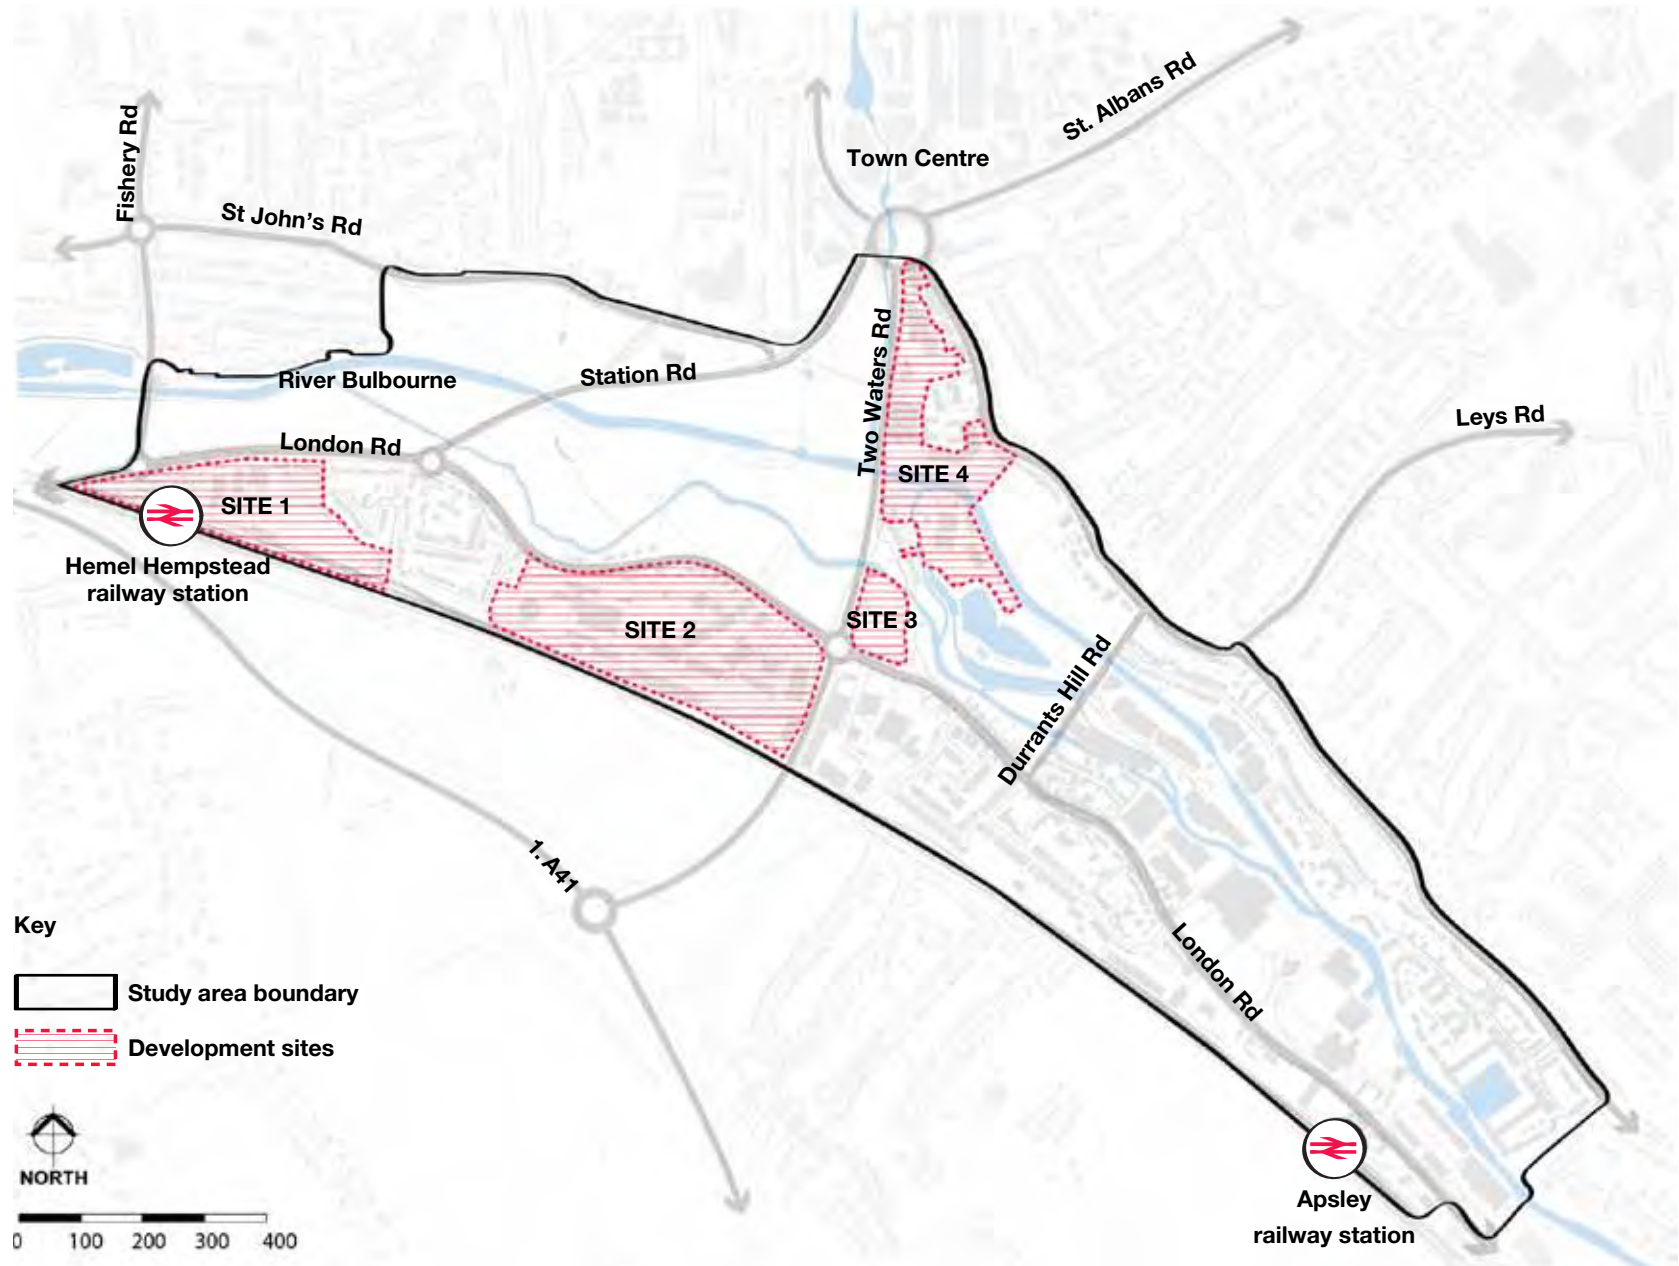 St. Albans Rd
Fishery Rd
Town Centre
St John's Rd
Two Waters Rd
River Bulbourne
Station Rd
Leys Rd
London Rd
SITE 4
SITE 1
Hemel Hempstead
railway station
SITE 2
SITE 3
Durrants Hill Rd
1. A41
London Rd
Key
Study area boundary
Development sites
NORTH
0 100 200 300 400
Apsley
railway station